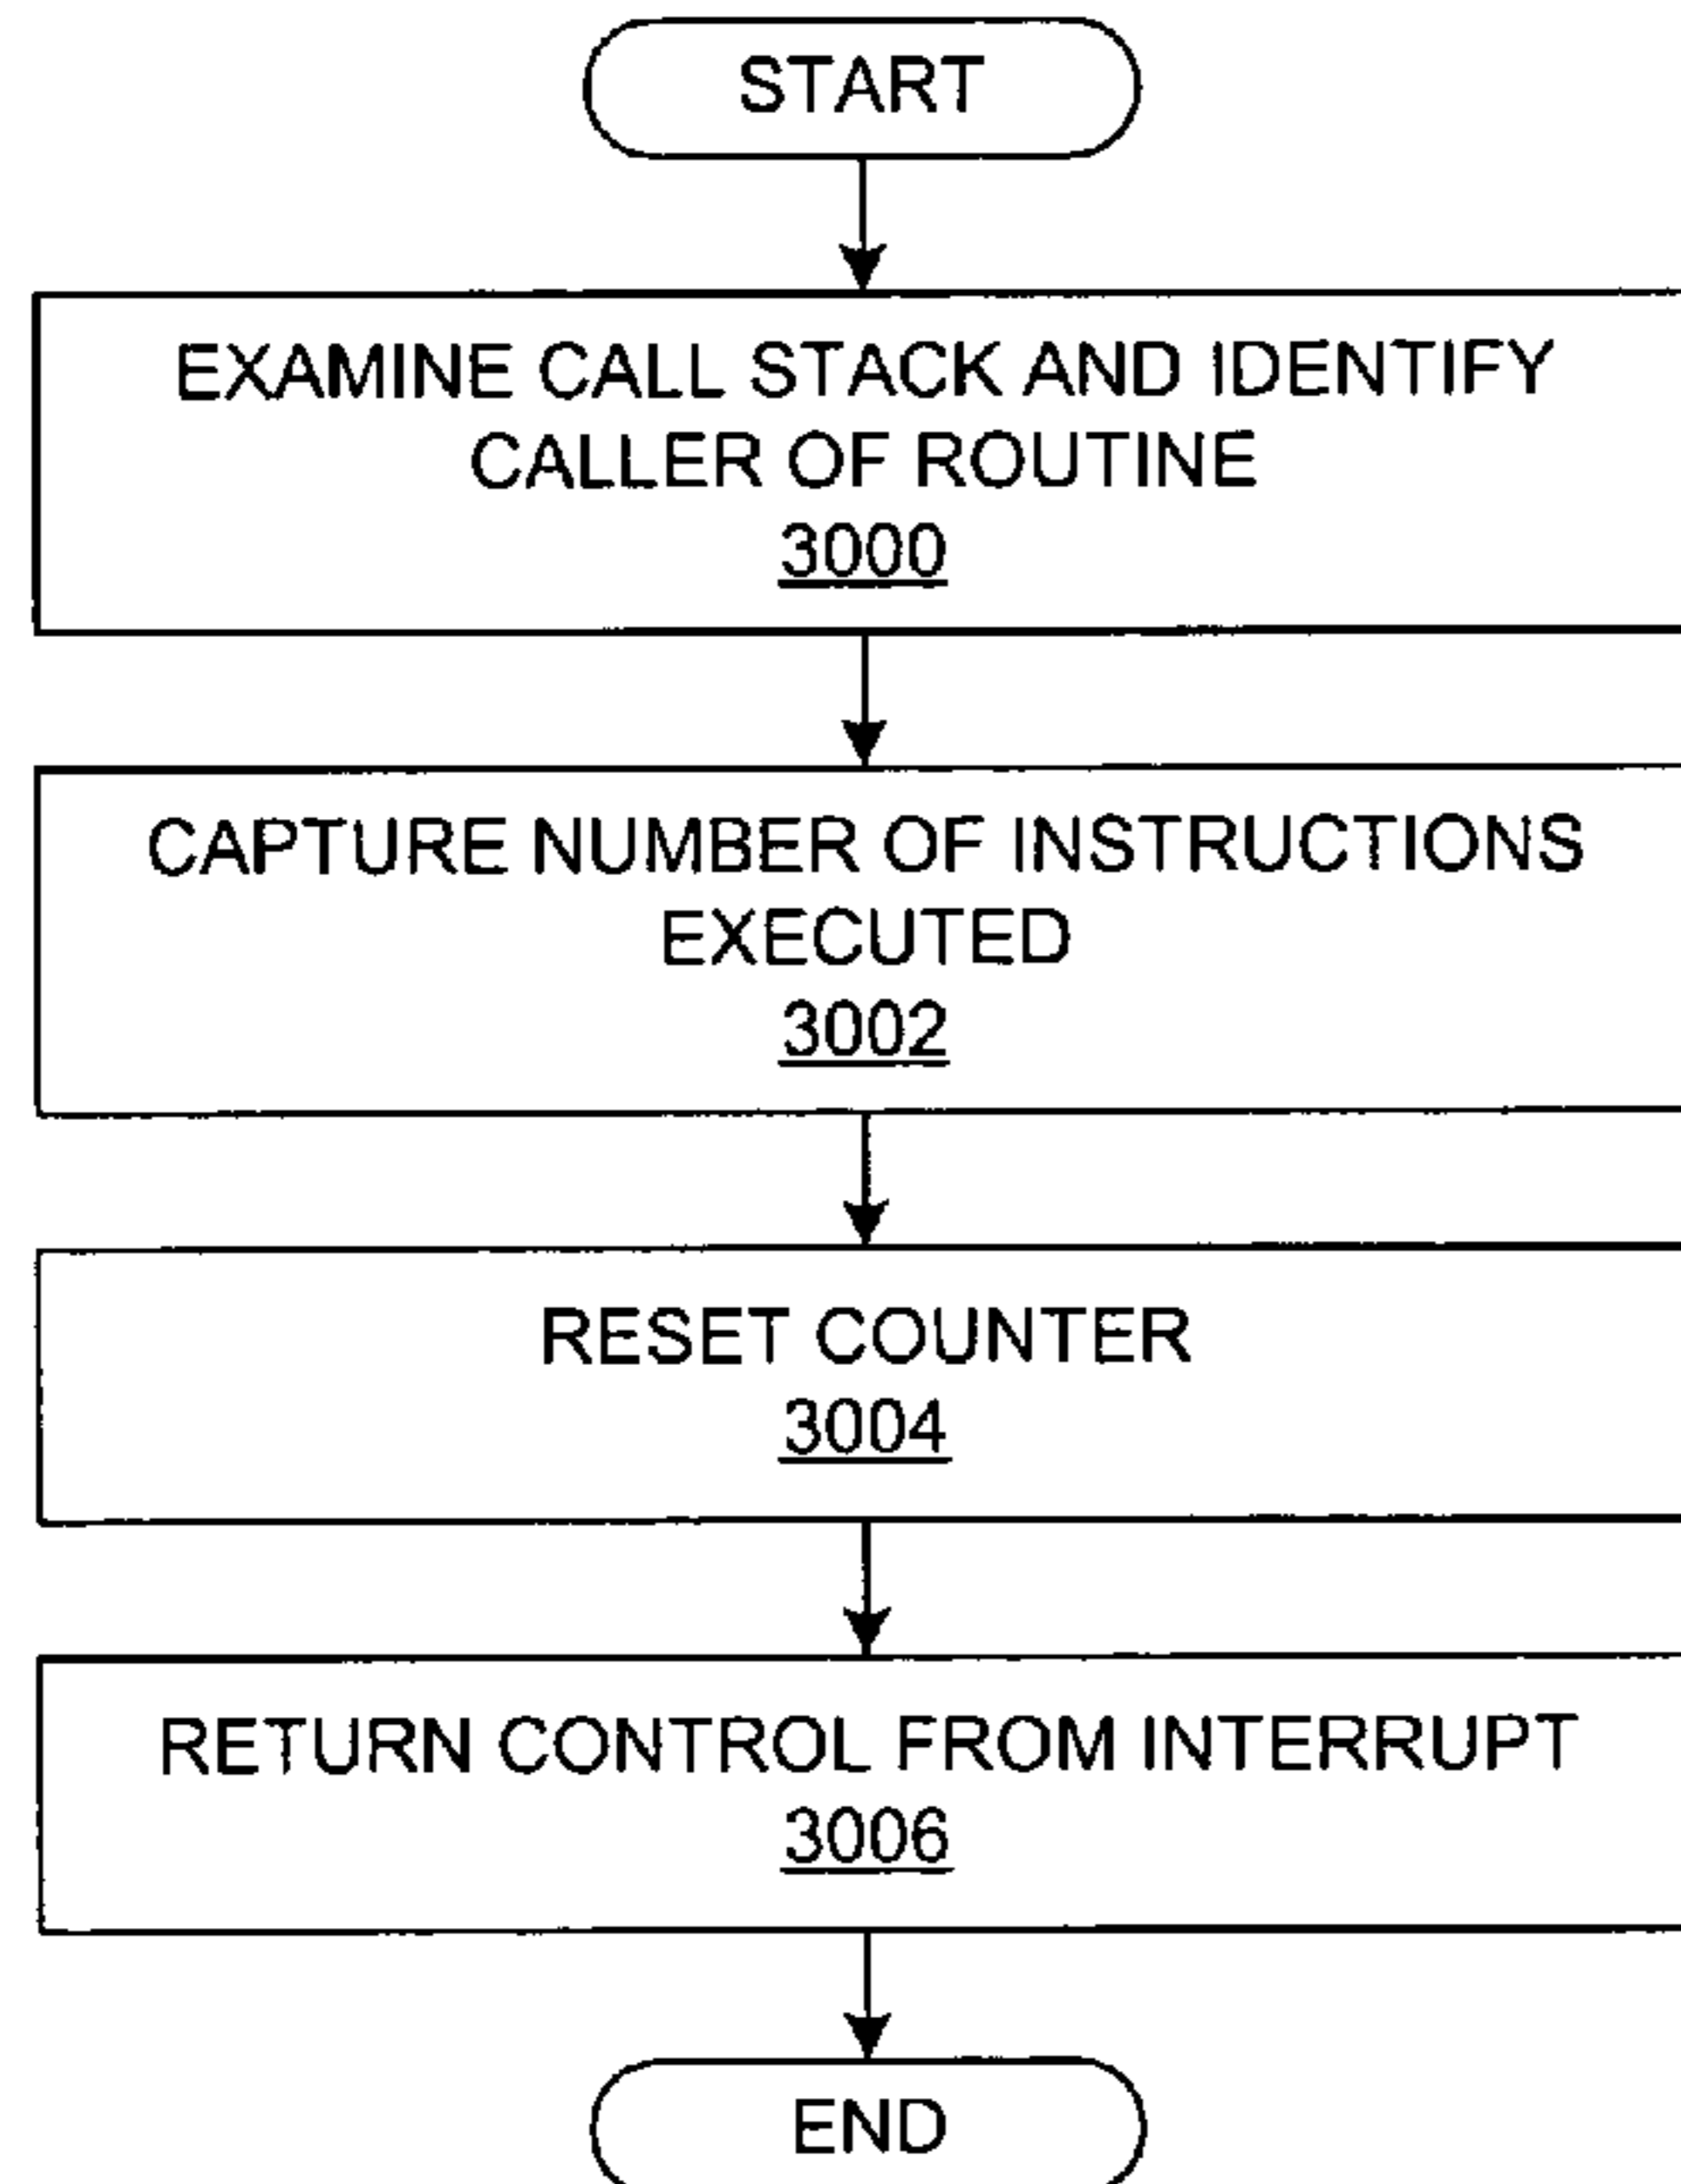 START
EXAMINE CALL STACK AND IDENTIFY
CALLER OF ROUTINE
3000
CAPTURE NUMBER OF INSTRUCTIONS
EXECUTED
3002
RESET COUNTER
3004
RETURN CONTROL FROM INTERRUPT
3006
END